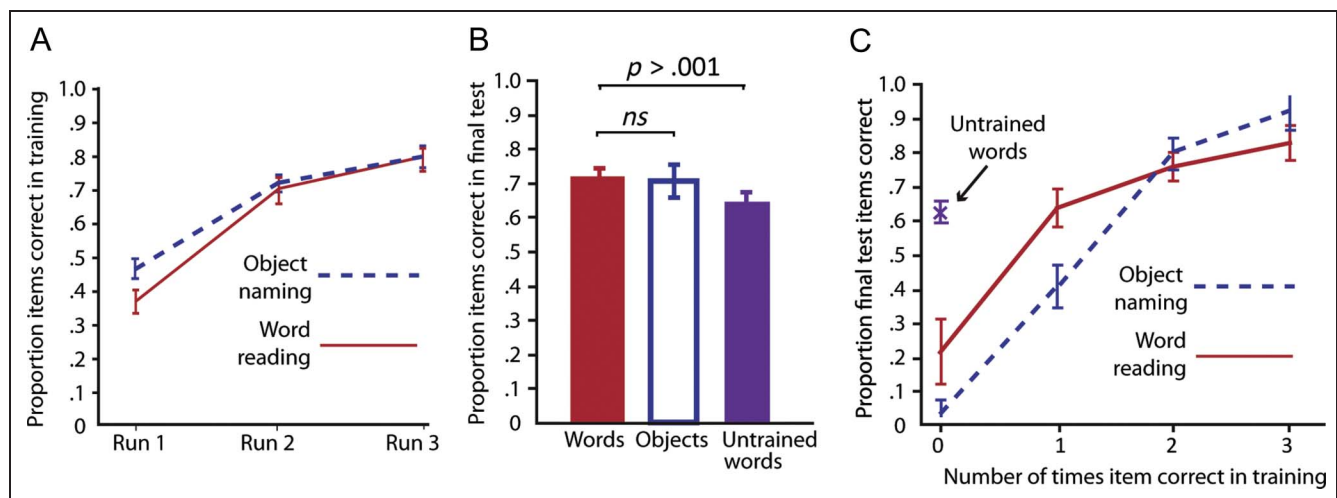 A
Proportion items correct in training
1.0
.9
.8
.7
.6
.5
.4
.3
.2
.1
0
Run 1 Run 2 Run 3
Object
naming
Word
reading
B
Proportion items correct in final test
1.0
.9
.8
.7
.6
.5
.4
.3
.2
.1
0
p > .001
ns
Words Objects Untrained
words
C
Proportion final test items correct
1.0
.9
.8
.7
.6
.5
.4
.3
0.2
.1
0
Untrained
words
Object
naming
Word
reading
0 1 2 3
Number of times item correct in training